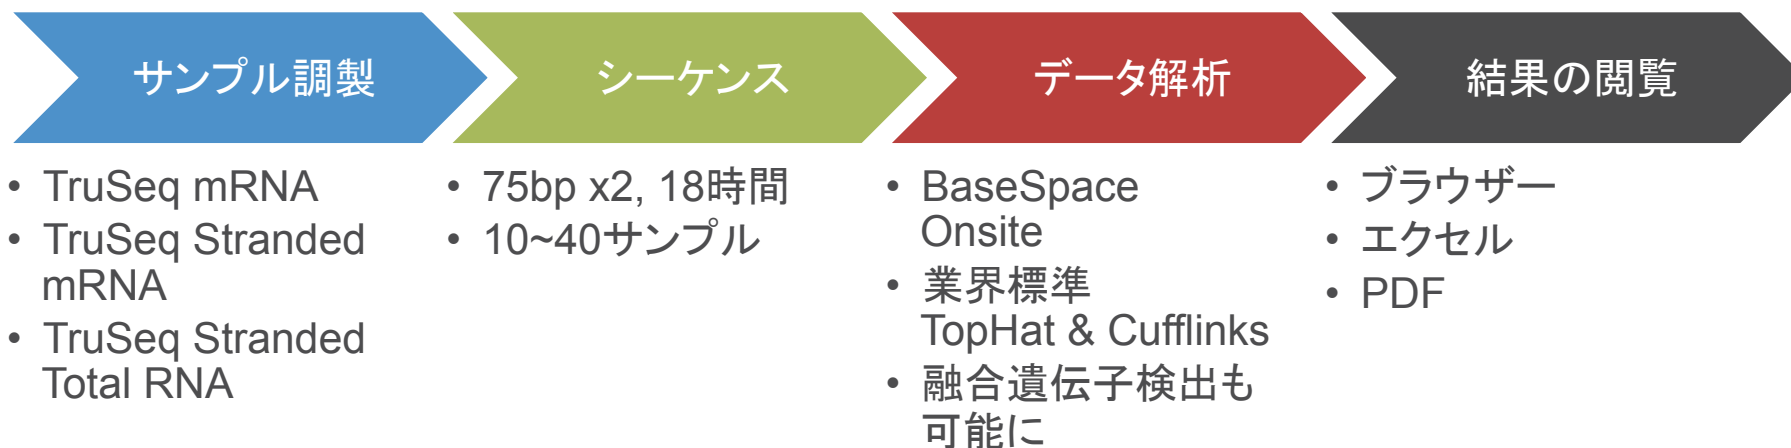 サンプル調製
シーケンス
データ解析
結果の閲覧
• TruSeq mRNA
• TruSeq Stranded
mRNA
• TruSeq Stranded
Total RNA
• 75bp x2, 18時間
• 10~40サンプル
• BaseSpace
Onsite
• 業界標準
TopHat & Cufflinks
• 融合遺伝子検出も
可能に
• ブラウザー
• エクセル
• PDF